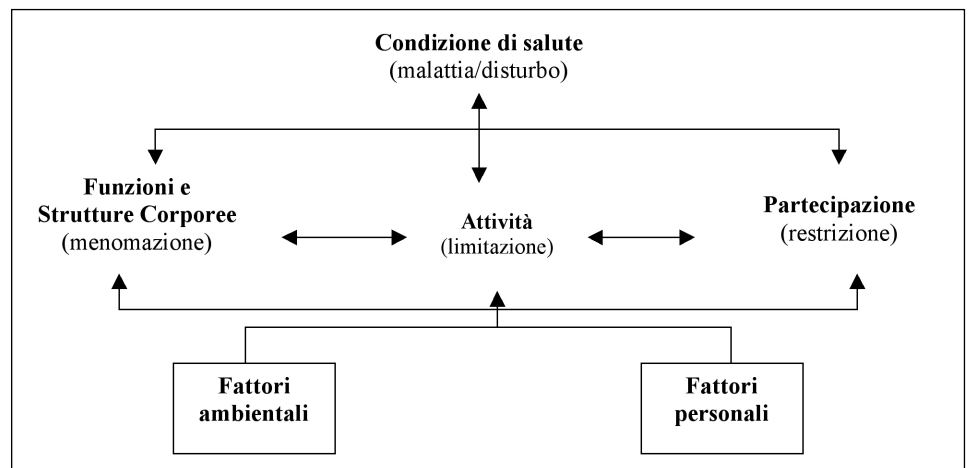 Condizione di salute
(malattia/disturbo)
Funzioni e
Strutture Corporee
(menomazione)
Attività
(limitazione)
Partecipazione
(restrizione)
Fattori
ambientali
Fattori
personali